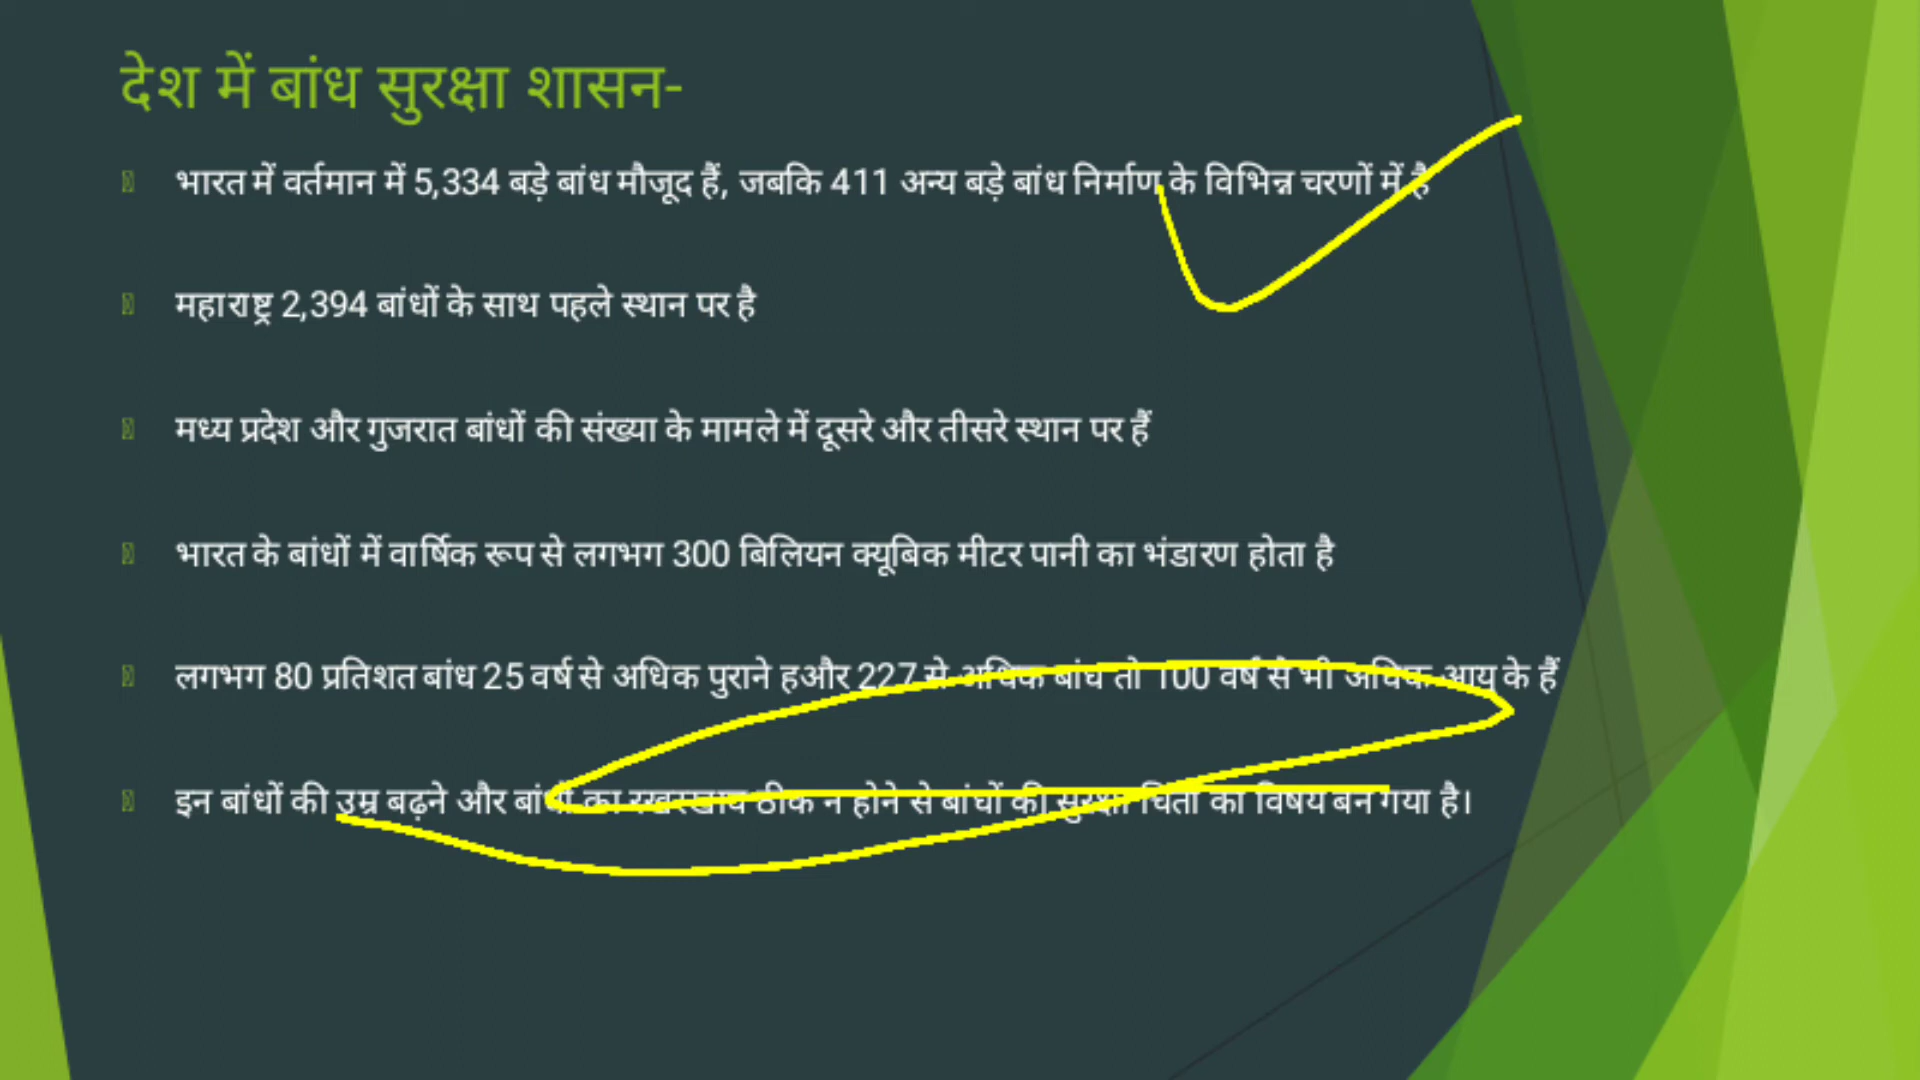 देश में बांध सुरक्षा शासन-
भारत में वर्तमान में 5,334 बड़े बांध मौजूद हैं, जबकि 411 अन्य बड़े बांध निर्माण के विभिन्न चरणों में है
महाराष्ट्र 2,394 बांधों के साथ पहले स्थान पर है
मध्य प्रदेश और गुजरात बांधों की संख्या के मामले में दूसरे और तीसरे स्थान पर हैं
भारत के बांधों में वार्षिक रूप से लगभग 300 बिलियन क्यूबिक मीटर पानी का भंडारण होता है
लगभग 80 प्रतिशत बांध 25 वर्ष से अधिक पुराने हऔर 227 से अधिक बांध तो 100 वर्ष से भी अधिक आयु के हैं
इन बांधों की उम्र बढ़ने और बांधों का रखरखाव ठीक न होने से बांधों की सुरक्षा चिंता का विषय बन गया है।